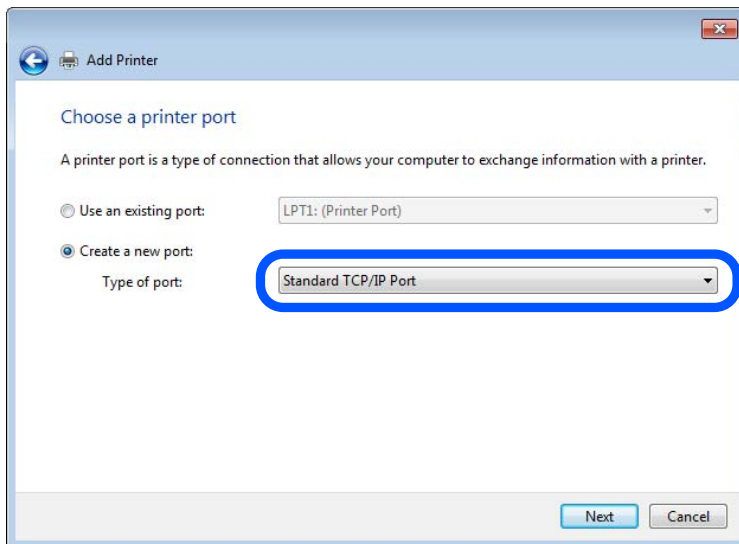 Add Printer
Choose a printer port
A printer port is a type of connection that allows your computer to exchange information with a printer.
Use an existing port:
LPT1: (Printer Port)
Create a new port:
Type of port:
Standard TCP/IP Port
Next
Cancel